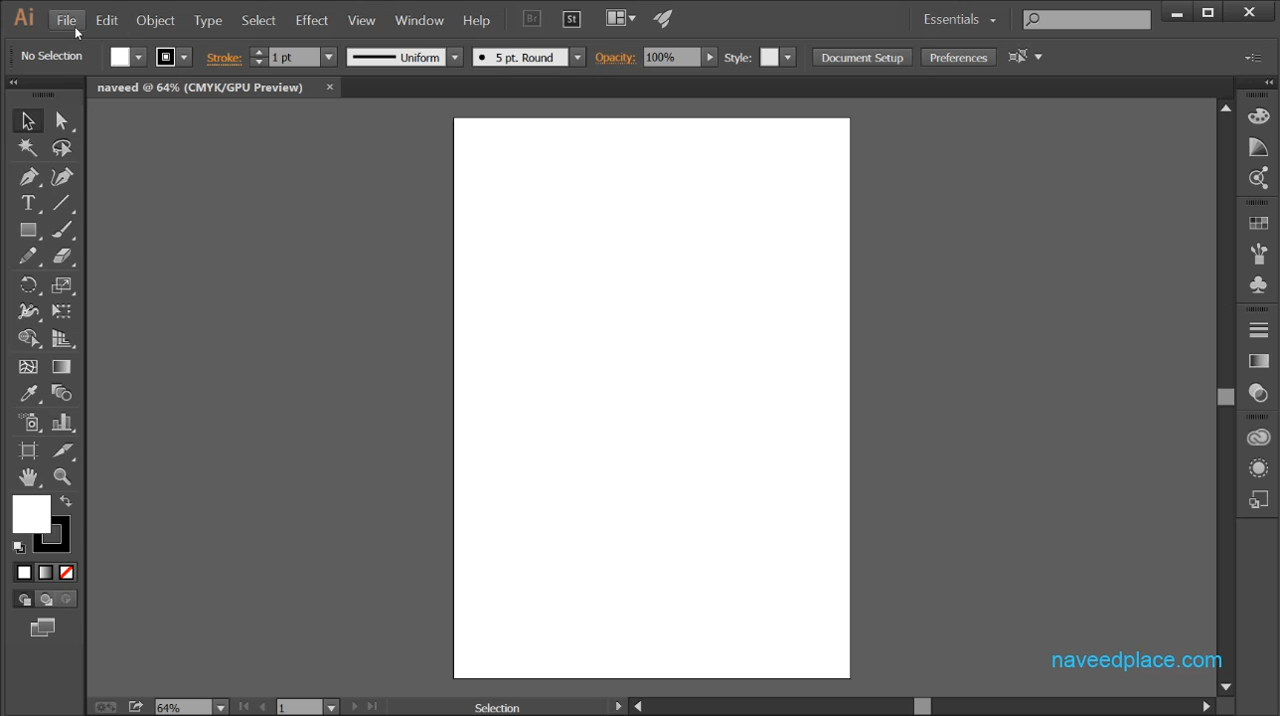 Ai File Edit Object Type Select Effect View Window Help Br St Essentials
No Selection Stroke: 1 pt Uniform 5 pt. Round Opacity: 100% Style: Document Setup Preferences
naveed @ 64% (CMYK/GPU Preview) ×
T
naveedplace.com
64% 1 Selection